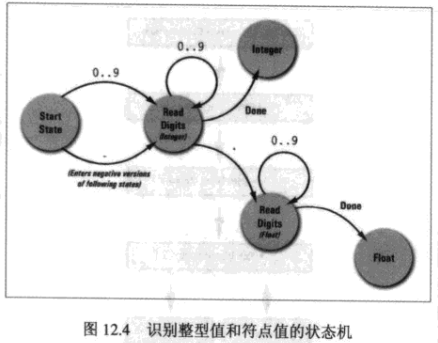 0..9
Integer
0..9
Start
State
Read
Digits
(Integer)
Done
.
.
(Enters negative versions
of following states)
0..9
Read
Digits
(Float)
Done
Float
图 12.4 识别整型值和符点值的状态机